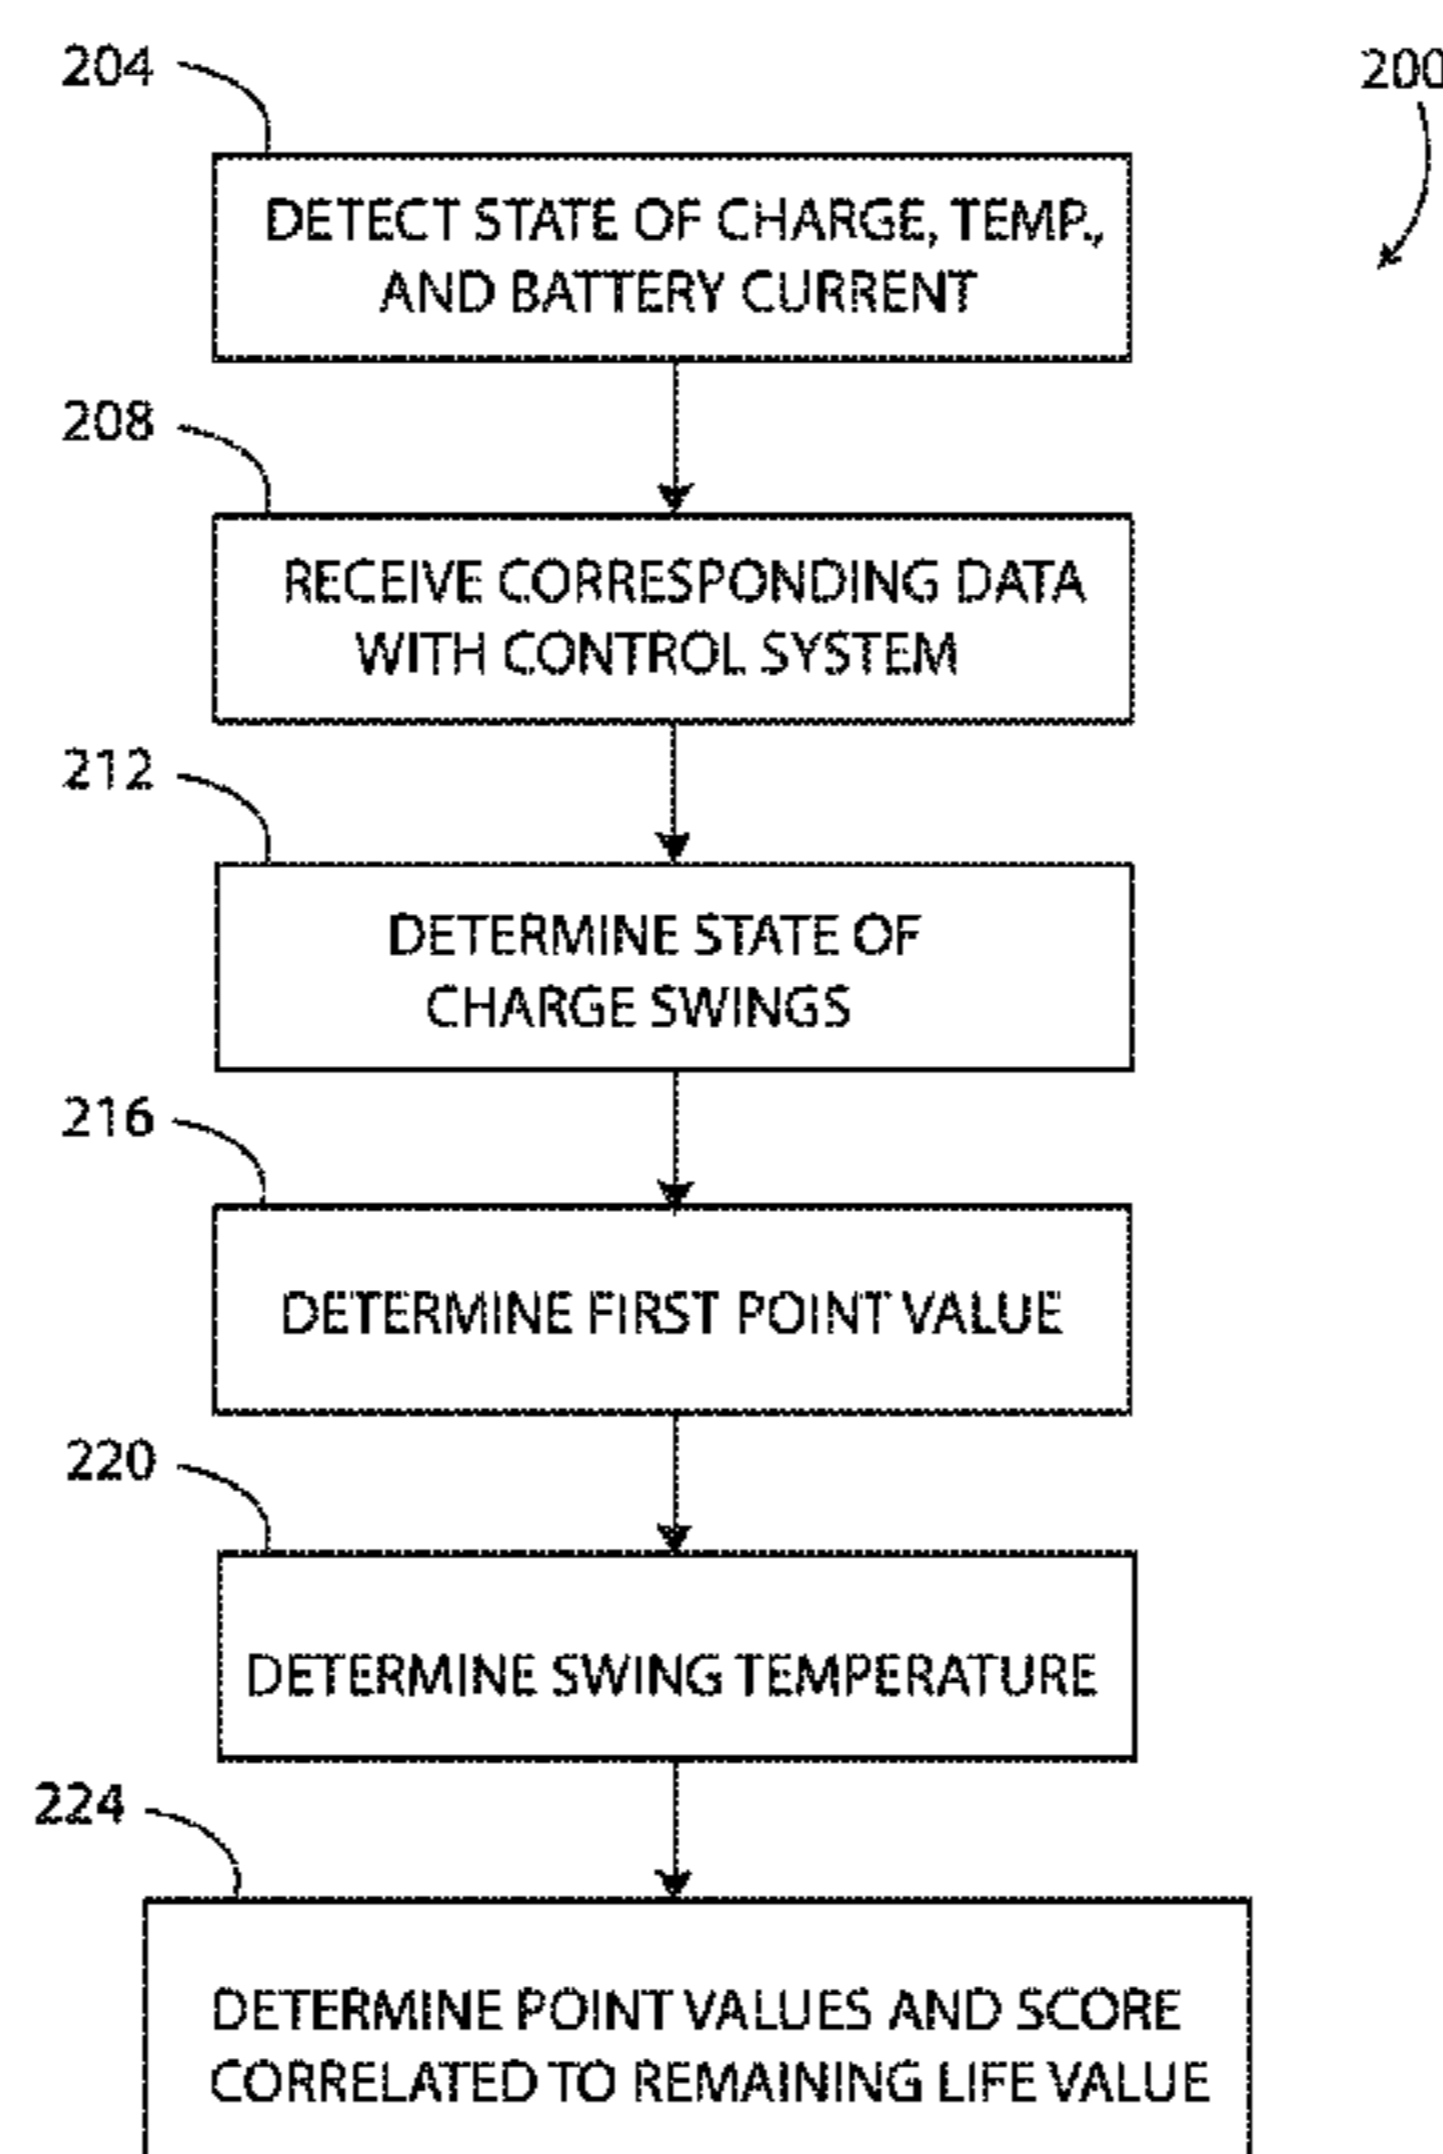 204
200
DETECT STATE OF CHARGE, TEMP.,
AND BATTERY CURRENT
208
RECEIVE CORRESPONDING DATA
WITH CONTROL SYSTEM
212
DETERMINE STATE OF
CHARGE SWINGS
216
DETERMINE FIRST POINT VALUE
220
DETERMINE SWING TEMPERATURE
224
DETERMINE POINT VALUES AND SCORE
CORRELATED TO REMAINING LIFE VALUE